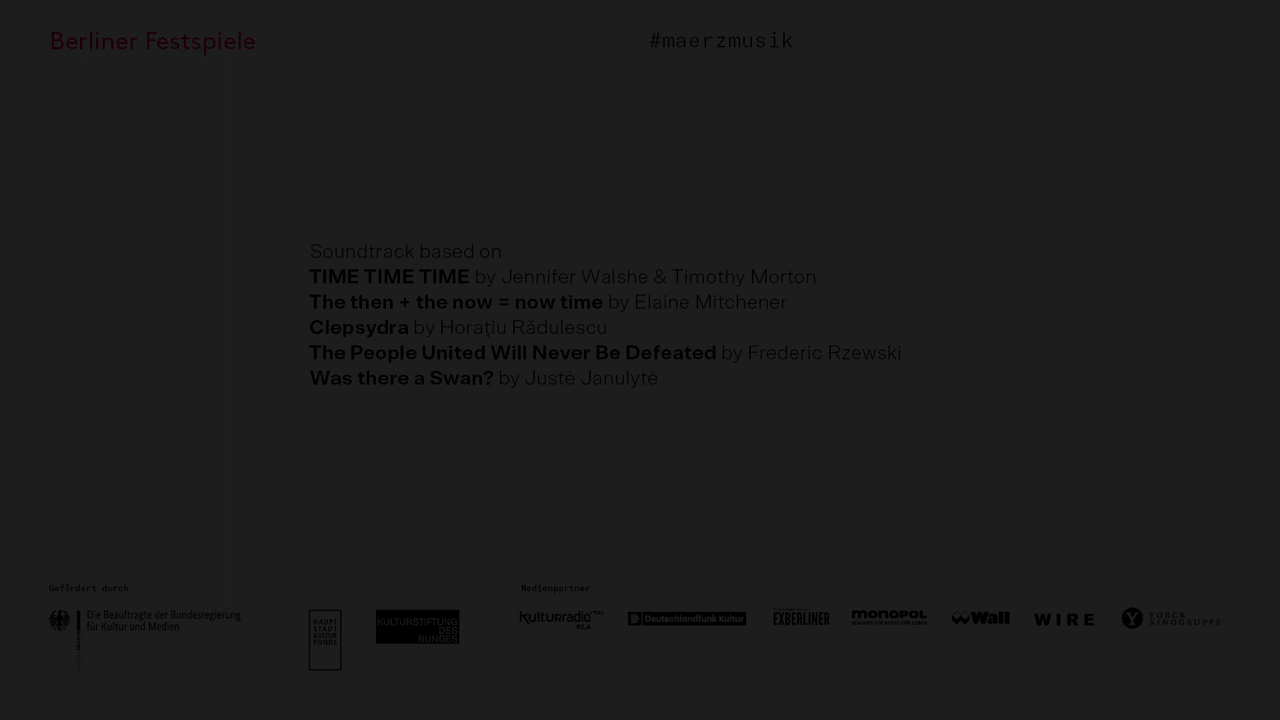 Berliner Festspiele
#maerzmusik
Soundtrack based on
TIME TIME TIME by Jennifer Walshe & Timothy Morton
The then + the now = now time by Elaine Mitchener
Clepsydra by Horațiu Rădulescu
The People United Will Never Be Defeated by Frederic Rzewski
Was there a Swan? by Justė Janulytė
Gefördert durch
Medienpartner
Die Beauftragte der Bundesregierung
für Kultur und Medien
HAUPT
STADT
KULTUR
FONDS
KULTURSTIFTUNG
DES
BUNDES
kulturradio
92,4
Deutschlandfunk Kultur
EXBERLINER
MONOPOL
Wall
WIRE
Y YORCK
KINOGRUPPE